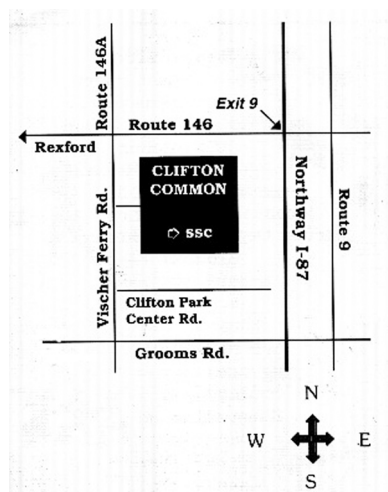 Route 146A
Exit 9
Route 146
Rexford
CLIFTON
COMMON
SSC
Vischer Ferry Rd.
Northway I-87
Route 9
Clifton Park
Center Rd.
Grooms Rd.
N
W
E
S